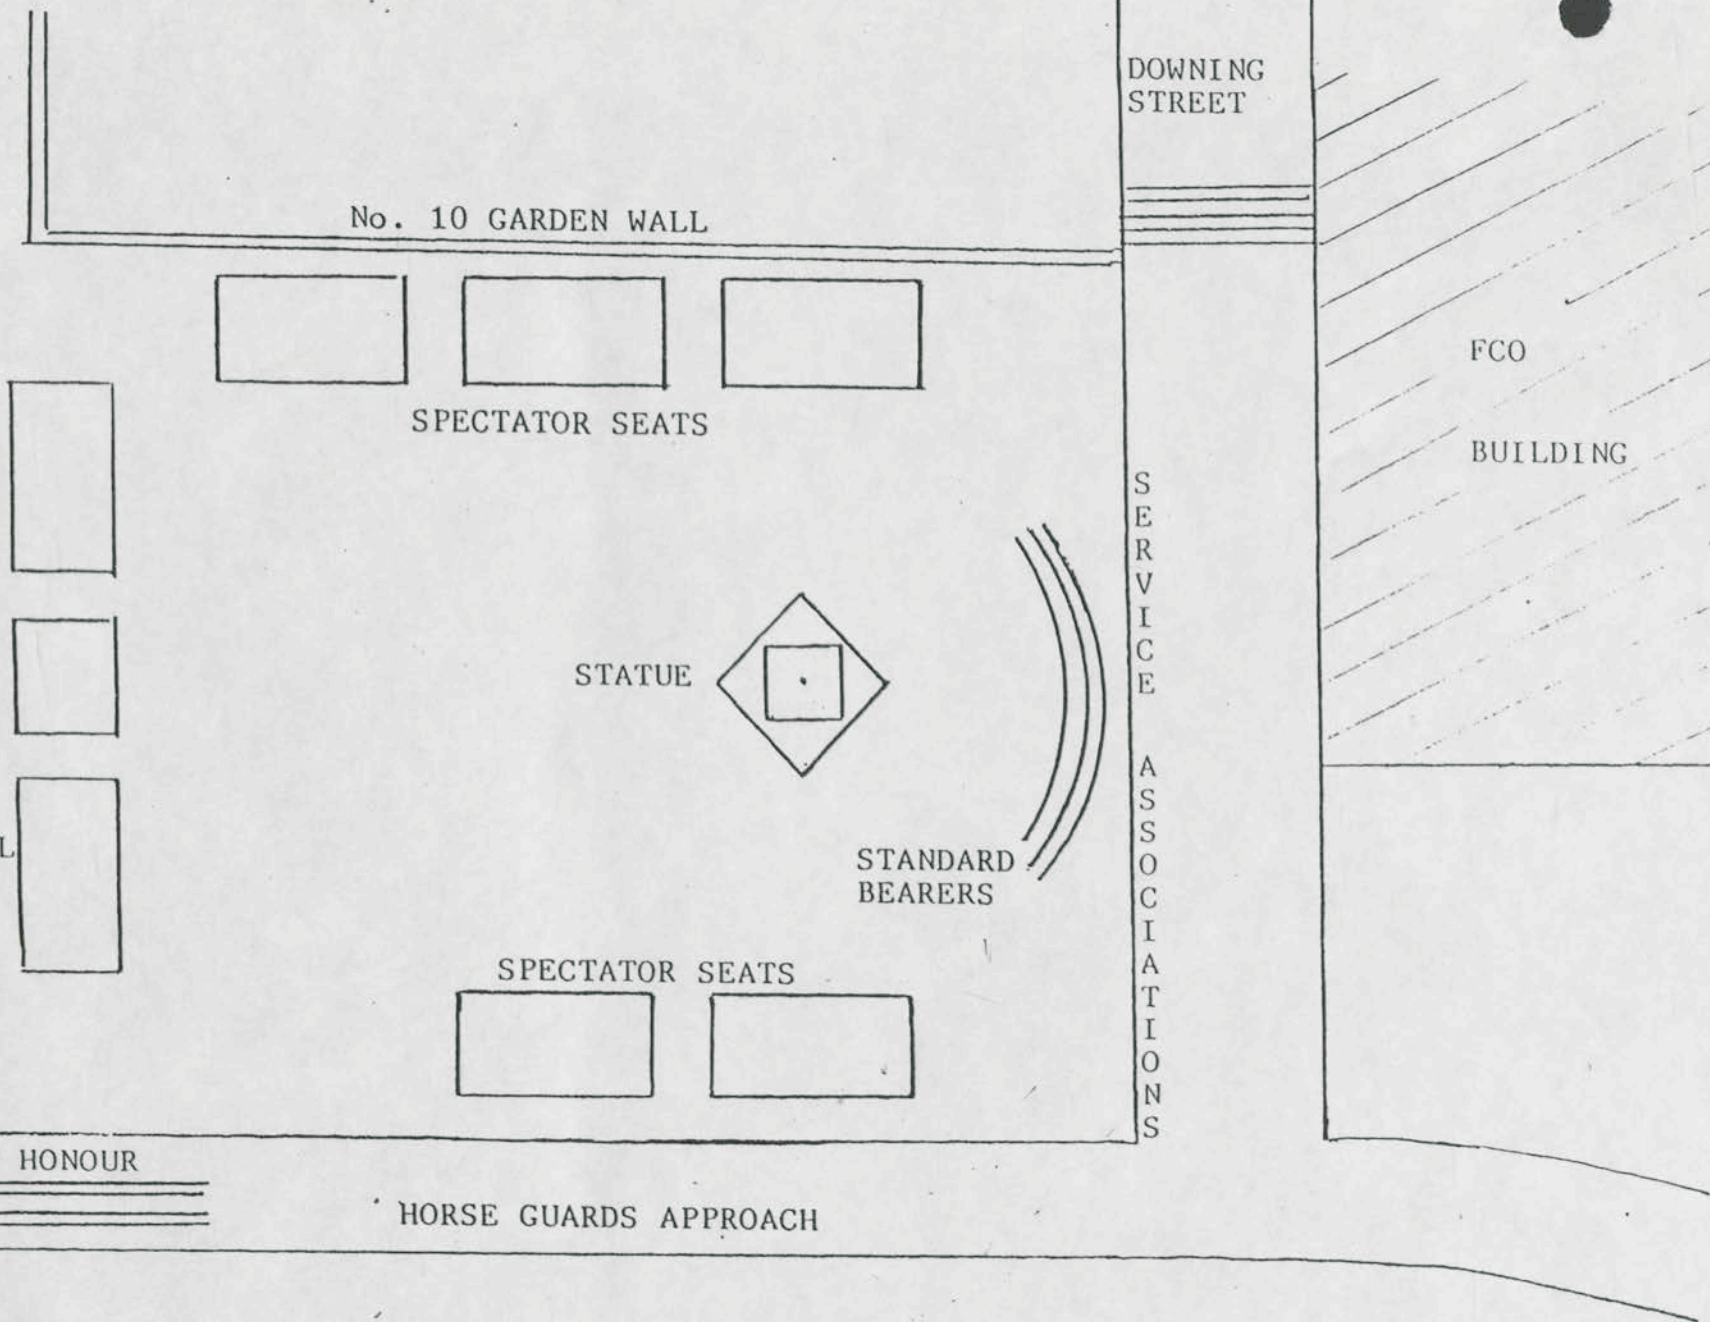 DOWNING
STREET
No. 10 GARDEN WALL
SPECTATOR SEATS
FCO
BUILDING
SERVICE ASSOCIATIONS
STATUE
L
STANDARD
BEARERS
SPECTATOR SEATS
HONOUR
HORSE GUARDS APPROACH